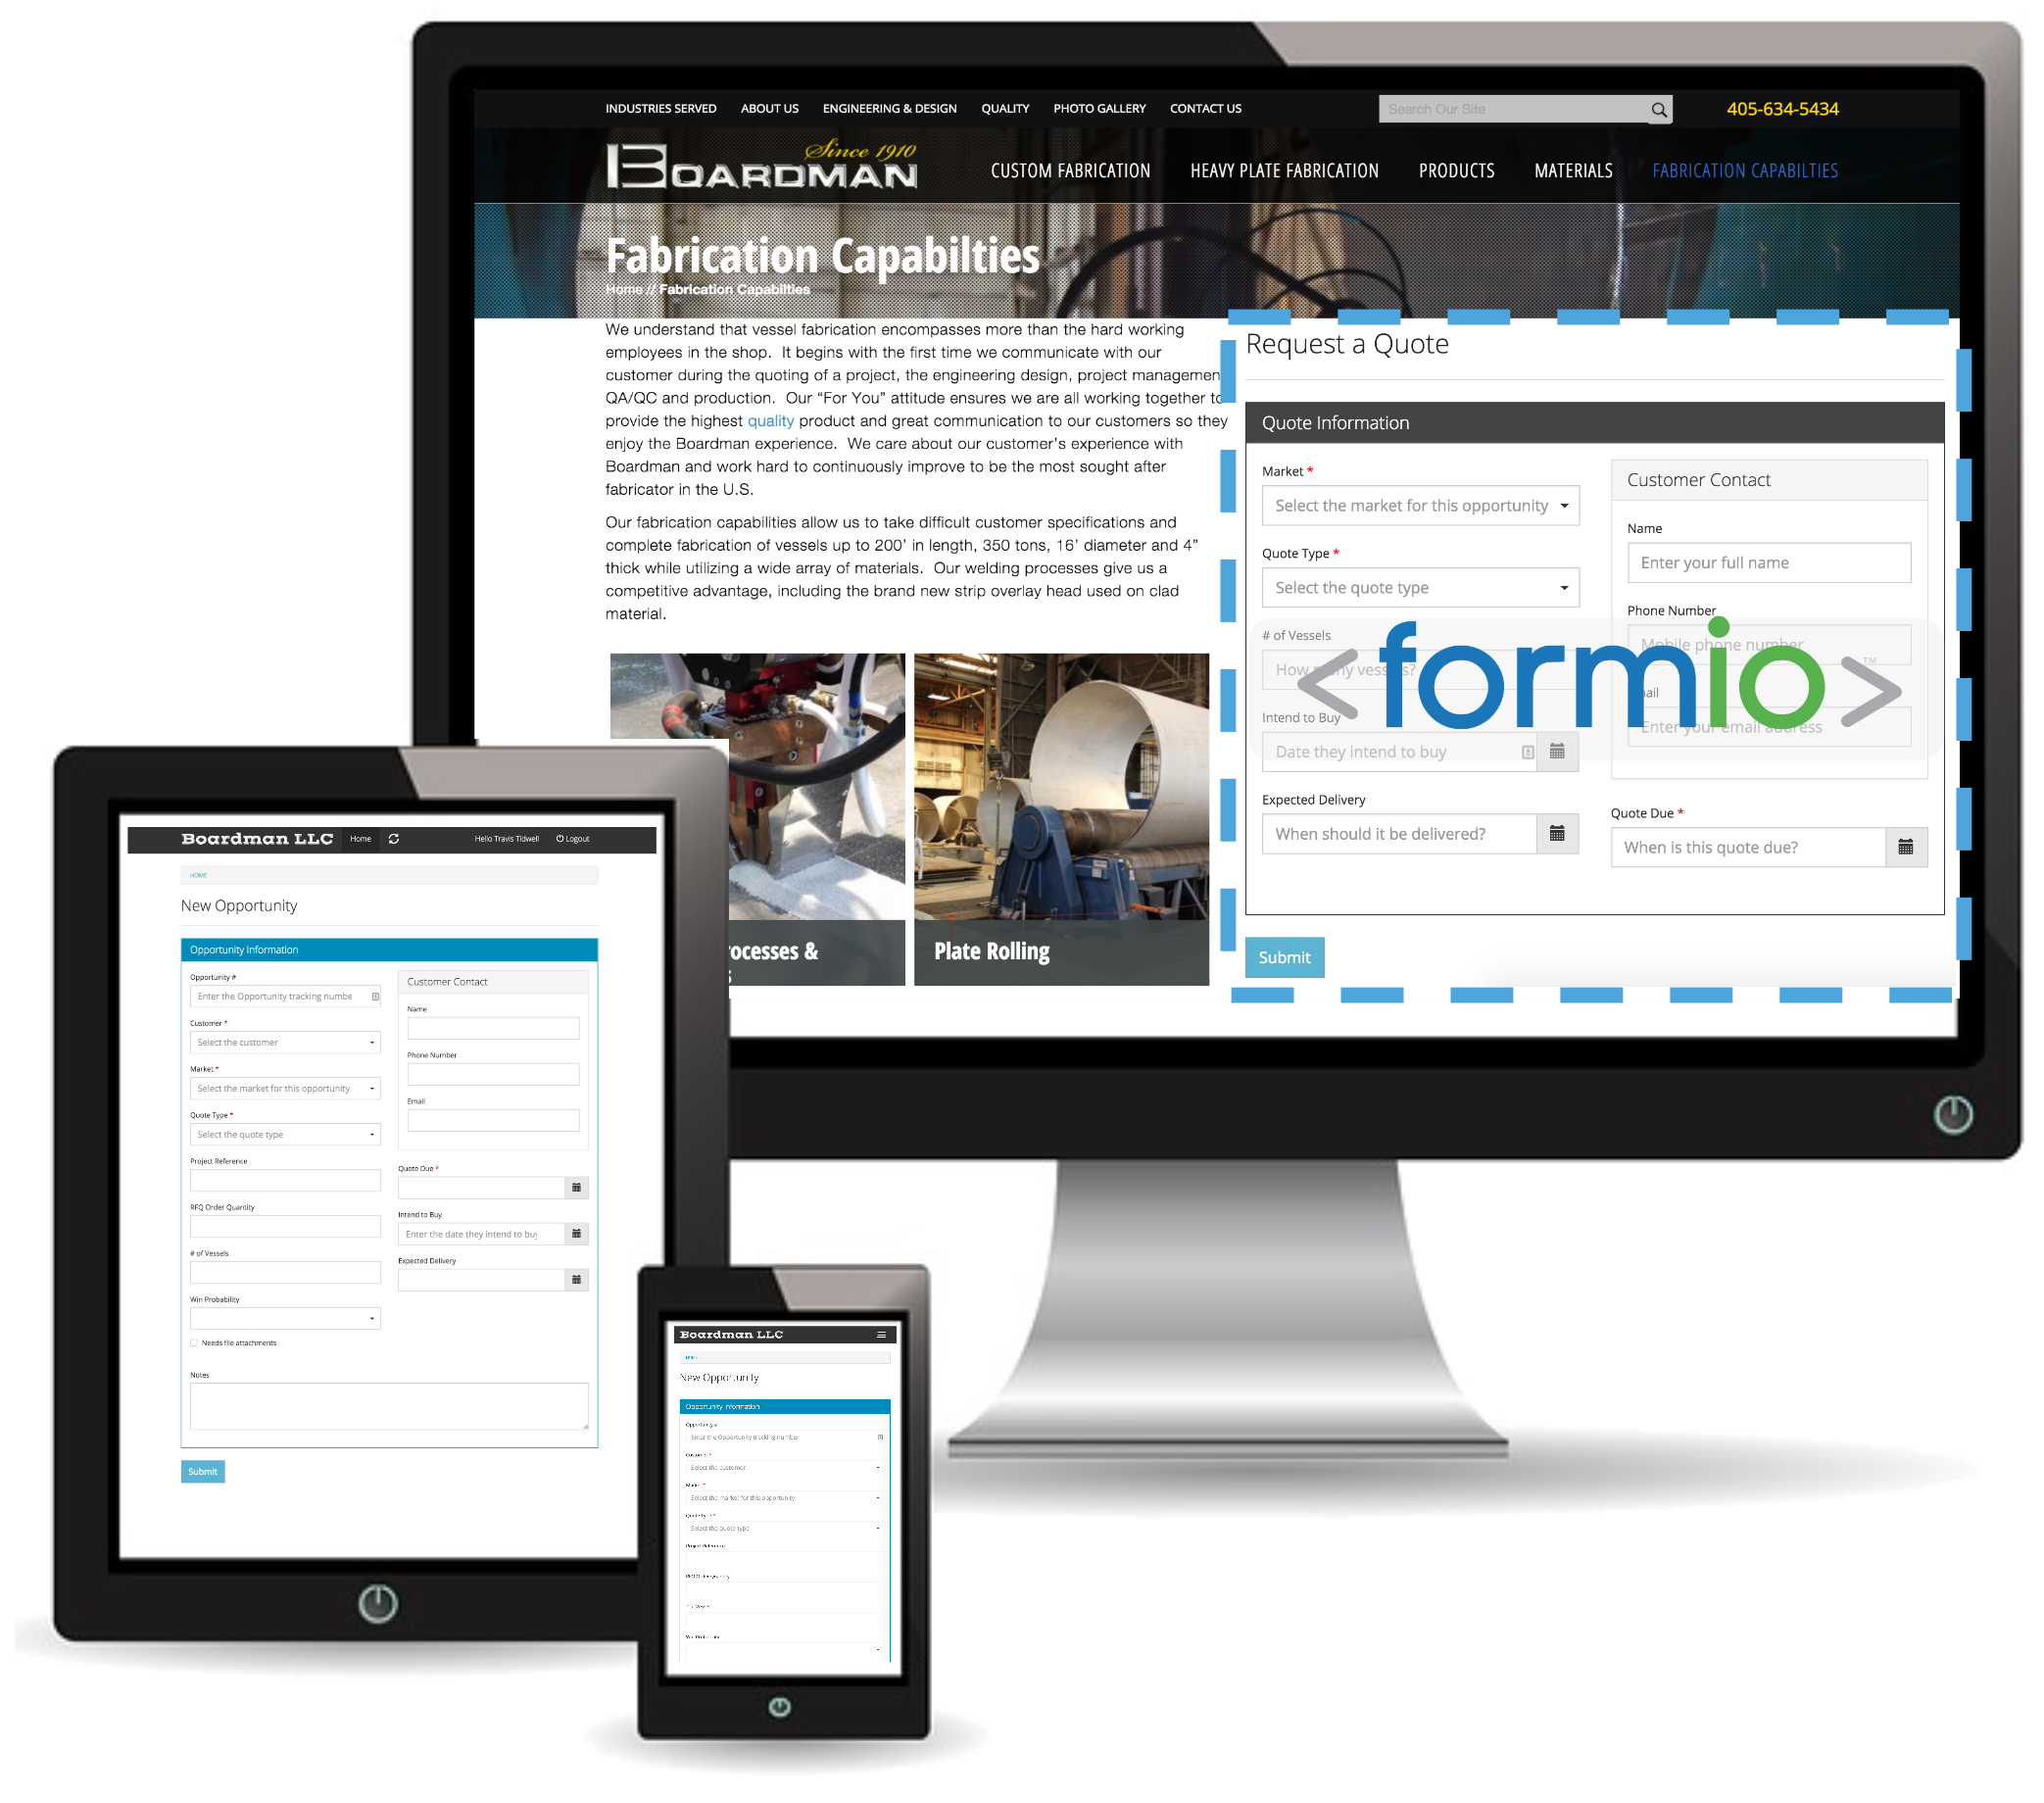 INDUSTRIES SERVED ABOUT US ENGINEERING & DESIGN QUALITY PHOTO GALLERY CONTACT US Search Our Site 405-634-5434
Since 1910
BOARDMAN
CUSTOM FABRICATION HEAVY PLATE FABRICATION PRODUCTS MATERIALS FABRICATION CAPABILTIES
Fabrication Capabilties
Home // Fabrication Capabilties
We understand that vessel fabrication encompasses more than the hard working
employees in the shop. It begins with the first time we communicate with our
customer during the quoting of a project, the engineering design, project managemen
QA/QC and production. Our “For You” attitude ensures we are all working together to
provide the highest quality product and great communication to our customers so they
enjoy the Boardman experience. We care about our customer's experience with
Boardman and work hard to continuously improve to be the most sought after
fabricator in the U.S.
Our fabrication capabilities allow us to take difficult customer specifications and
complete fabrication of vessels up to 200’ in length, 350 tons, 16’ diameter and 4”
thick while utilizing a wide array of materials. Our welding processes give us a
competitive advantage, including the brand new strip overlay head used on clad
material.
ocesses &
Plate Rolling
Request a Quote
Quote Information
Market *
Select the market for this opportunity
Quote Type *
Select the quote type
# of Vessels
Intend to Buy
Date they intend to buy
Expected Delivery
When should it be delivered?
Customer Contact
Name
Enter your full name
Phone Number
Mobile phone number
Enter your email address
Quote Due *
When is this quote due?
Submit
<formio>
TM
Boardman LLC Home Hello Travis Tidwell Logout
HOME
New Opportunity
Opportunity Information
Opportunity #
Enter the Opportunity tracking numbe
Customer *
Select the customer
Market *
Select the market for this opportunity
Quote Type *
Select the quote type
Project Reference
RFQ Order Quantity
# of Vessels
Win Probability
Needs file attachments
Notes
Customer Contact
Name
Phone Number
Email
Quote Due *
Intend to Buy
Enter the date they intend to buy
Expected Delivery
Submit
Boardman LLC
New Opportunity
Opportunity Information
Opportunity #
Enter the Opportunity tracking number
Customer *
Select the customer
Market *
Select the market for this opportunity
Quote Type *
Select the quote type
Project Reference